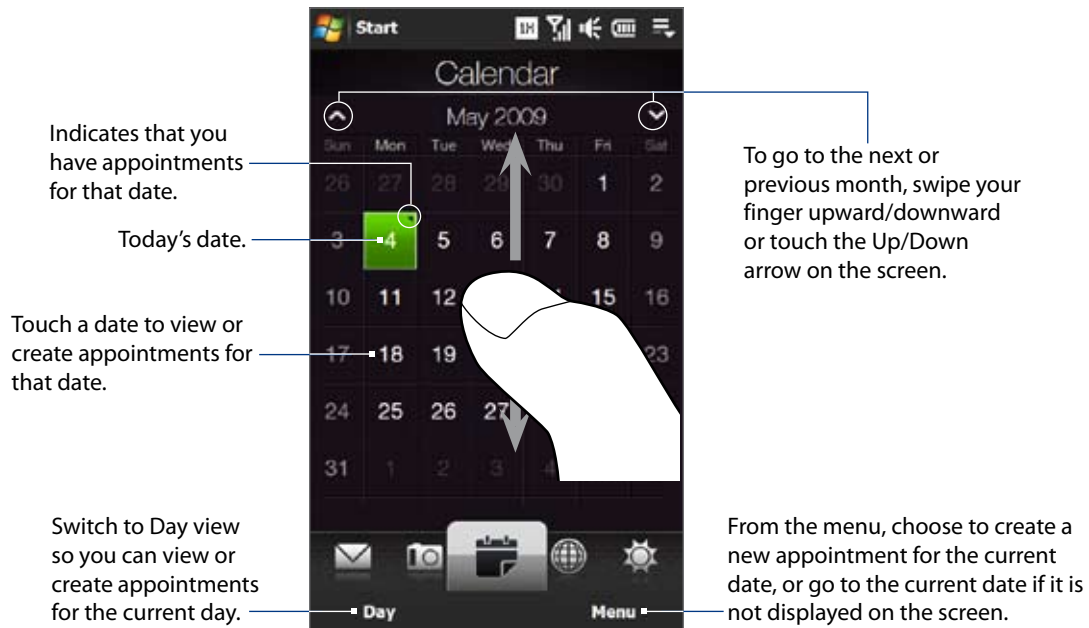 Start
Calendar
May 2009
Sun Mon Tue Wed Thu Fri Sat
26 27 28 29 30 1 2
3 4 5 6 7 8 9
10 11 12 15 16
17 18 19 23
24 25 26 27
31 1 2 3 4
Day Menu
Indicates that you
have appointments
for that date.
Today's date.
Touch a date to view or
create appointments for
that date.
Switch to Day view
so you can view or
create appointments
for the current day.
To go to the next or
previous month, swipe your
finger upward/downward
or touch the Up/Down
arrow on the screen.
From the menu, choose to create a
new appointment for the current
date, or go to the current date if it is
not displayed on the screen.